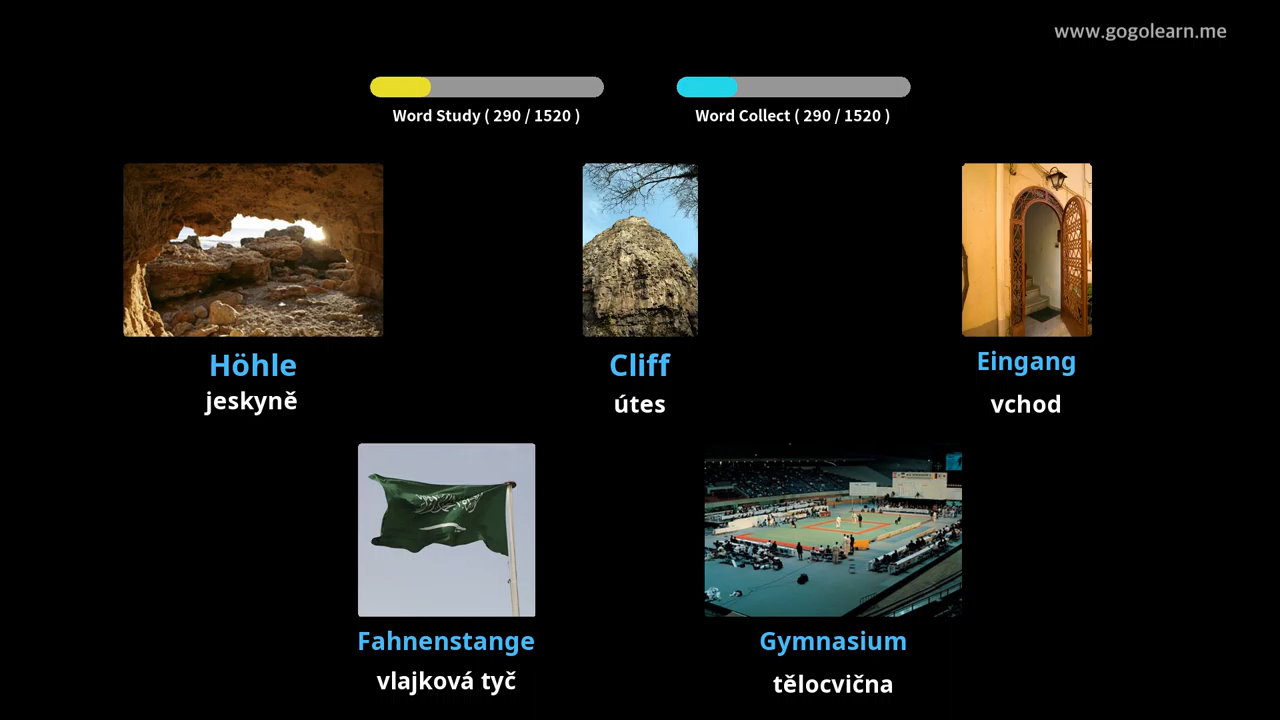 www.gogolearn.me
Word Study ( 290 / 1520 )
Word Collect ( 290 / 1520 )
Höhle
jeskyně
Cliff
útes
Eingang
vchod
Fahnenstange
vlajková tyč
Gymnasium
tělocvična